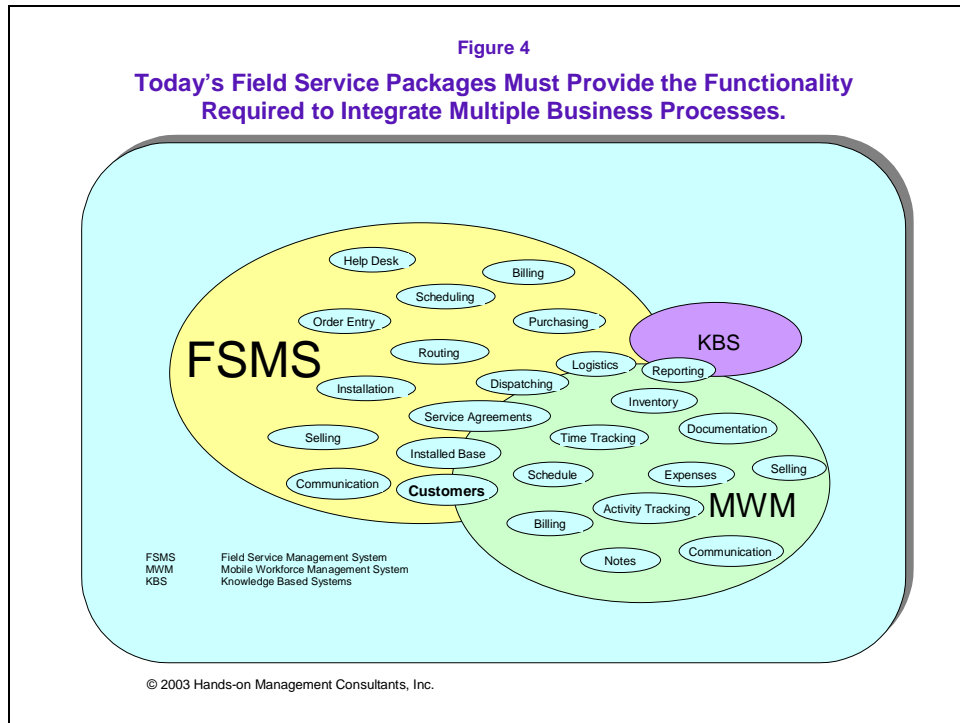 Figure 4
Today's Field Service Packages Must Provide the Functionality
Required to Integrate Multiple Business Processes.
Help Desk
Billing
Scheduling
Order Entry
Purchasing
KBS
FSMS
Routing
Logistics
Reporting
Installation
Dispatching
Inventory
Service Agreements
Documentation
Selling
Time Tracking
Installed Base
Selling
Schedule
Expenses
Communication
Customers
Activity Tracking
MWM
Billing
Communication
Notes
FSMS Field Service Management System
MWM Mobile Workforce Management System
KBS Knowledge Based Systems
© 2003 Hands-on Management Consultants, Inc.